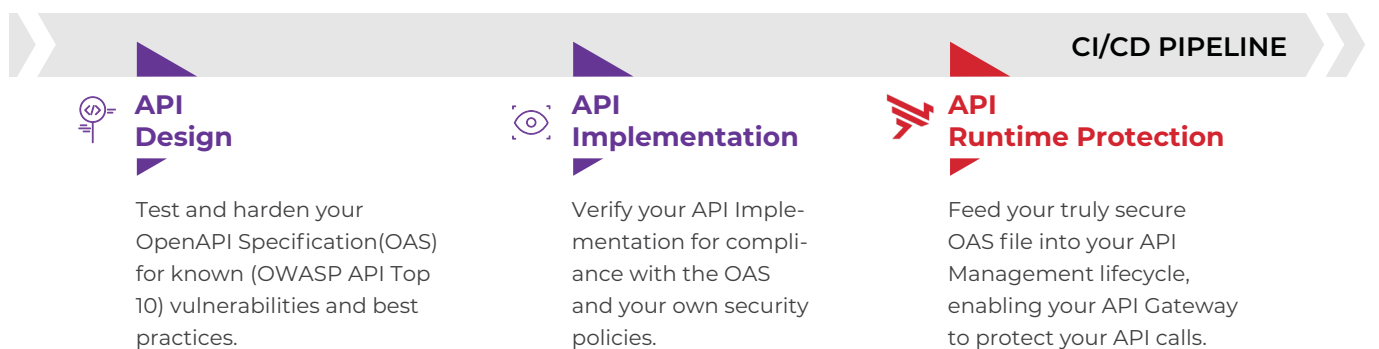 CI/CD PIPELINE
API
Design
Test and harden your
OpenAPI Specification(OAS)
for known (OWASP API Top
10) vulnerabilities and best
practices.
API
Implementation
Verify your API Imple-
mentation for compli-
ance with the OAS
and your own security
policies.
API
Runtime Protection
Feed your truly secure
OAS file into your API
Management lifecycle,
enabling your API Gateway
to protect your API calls.